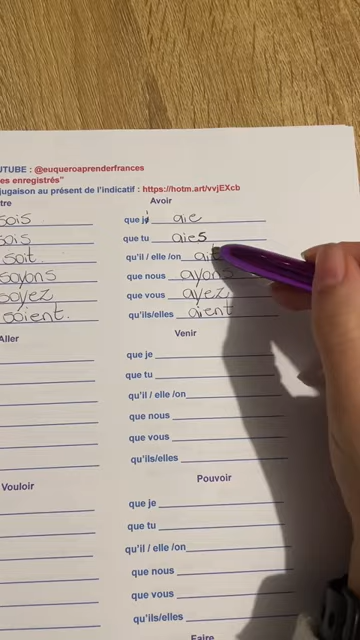 UTUBE : @euqueroaprenderfrances
es enregistrés"
jugaison au présent de l'indicatif : https://hotm.art/vvjEXcb
tre Avoir
sois que j' aie
sois que tu aies
soit qu'il / elle /on ait
soyons que nous ayons
soyez que vous ayez
soient. qu'ils/elles aient
Aller Venir
que je
que tu
qu'il / elle /on
que nous
que vous
qu'ils/elles
Vouloir Pouvoir
que je
que tu
qu'il / elle /on
que nous
que vous
qu'ils/elles
Faire